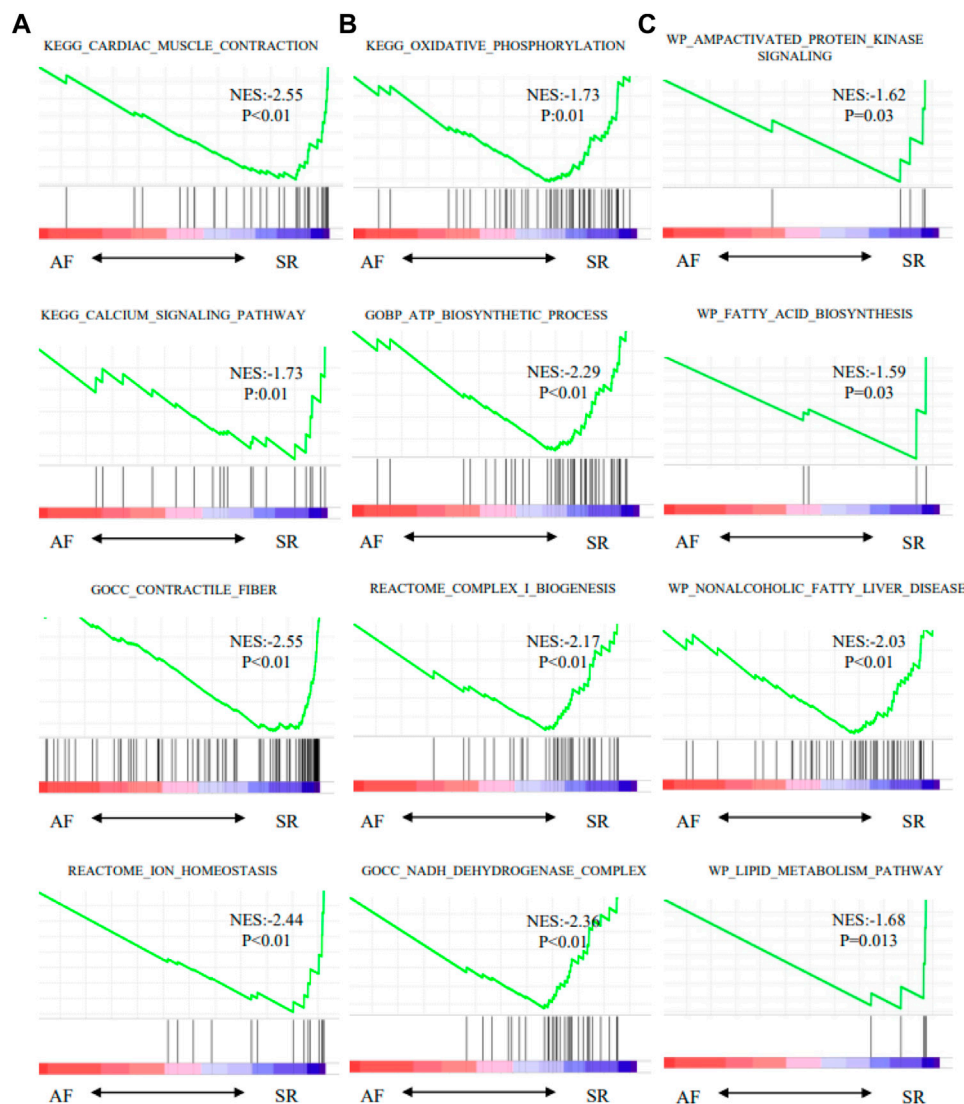 A
B
C
KEGG_CARDIAC_MUSCLE_CONTRACTION
NES:-2.55
P<0.01
AF
SR
KEGG_OXIDATIVE_PHOSPHORYLATION
NES:-1.73
P:0.01
AF
SR
WP_AMPACTIVATED_PROTEIN_KINASE
SIGNALING
NES:-1.62
P=0.03
AF
SR
KEGG_CALCIUM_SIGNALING_PATHWAY
NES:-1.73
P:0.01
AF
SR
GOBP_ATP_BIOSYNTHETIC_PROCESS
NES:-2.29
P<0.01
AF
SR
WP_FATTY_ACID_BIOSYNTHESIS
NES:-1.59
P=0.03
AF
SR
GOCC_CONTRACTILE_FIBER
NES:-2.55
P<0.01
AF
SR
REACTOME_COMPLEX_I_BIOGENESIS
NES:-2.17
P<0.01
AF
SR
WP_NONALCOHOLIC_FATTY_LIVER_DISEASE
NES:-2.03
P<0.01
AF
SR
REACTOME_ION_HOMEOSTASIS
NES:-2.44
P<0.01
AF
SR
GOCC_NADH_DEHYDROGENASE_COMPLEX
NES:-2.36
P<0.01
AF
SR
WP_LIPID_METABOLISM_PATHWAY
NES:-1.68
P=0.013
AF
SR